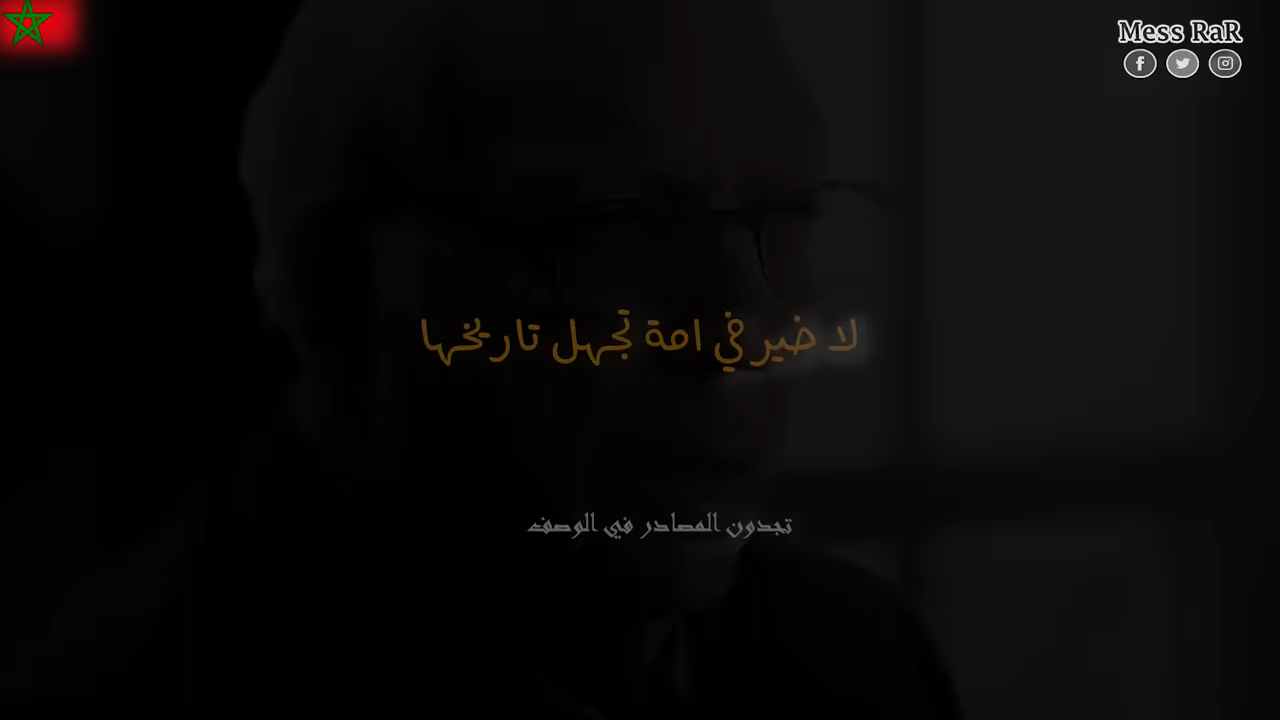 Mess RaR
لا خير في امة تجهل تاريخها
تجدون المصادر في الوصف